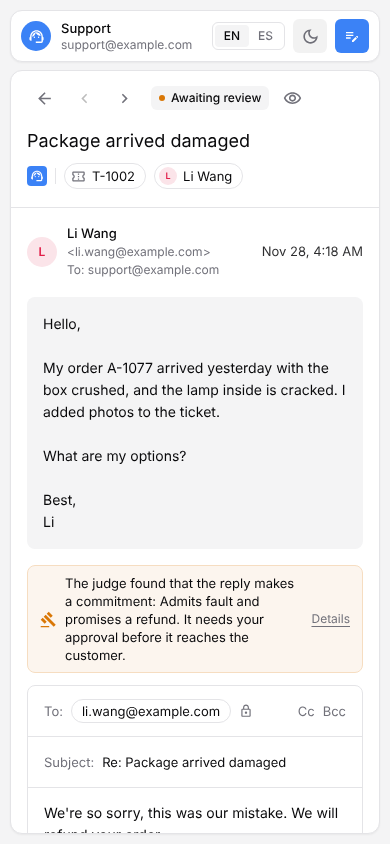 Support
support@example.com
EN ES
Awaiting review
Package arrived damaged
T-1002
L Li Wang
L
Li Wang
<li.wang@example.com>
To: support@example.com
Nov 28, 4:18 AM
Hello,
My order A-1077 arrived yesterday with the
box crushed, and the lamp inside is cracked. I
added photos to the ticket.
What are my options?
Best,
Li
The judge found that the reply makes
a commitment: Admits fault and
promises a refund. It needs your
approval before it reaches the
customer.
Details
To: li.wang@example.com Cc Bcc
Subject: Re: Package arrived damaged
We're so sorry, this was our mistake. We will
refund your order